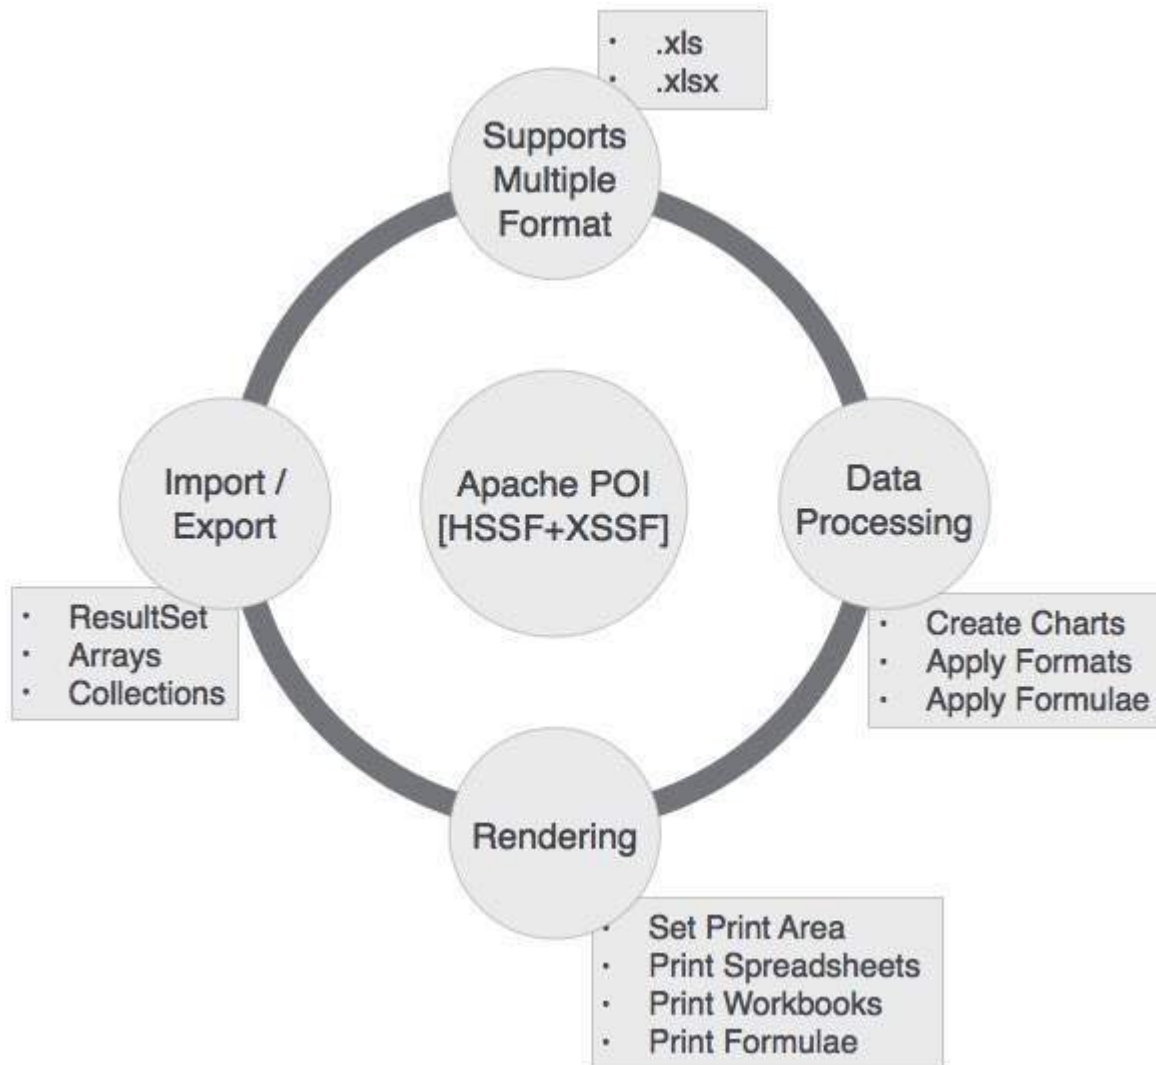 · .xls
· .xlsx
Supports
Multiple
Format
Import /
Export
· ResultSet
· Arrays
· Collections
Apache POI
[HSSF+XSSF]
Data
Processing
· Create Charts
· Apply Formats
· Apply Formulae
Rendering
· Set Print Area
· Print Spreadsheets
· Print Workbooks
· Print Formulae